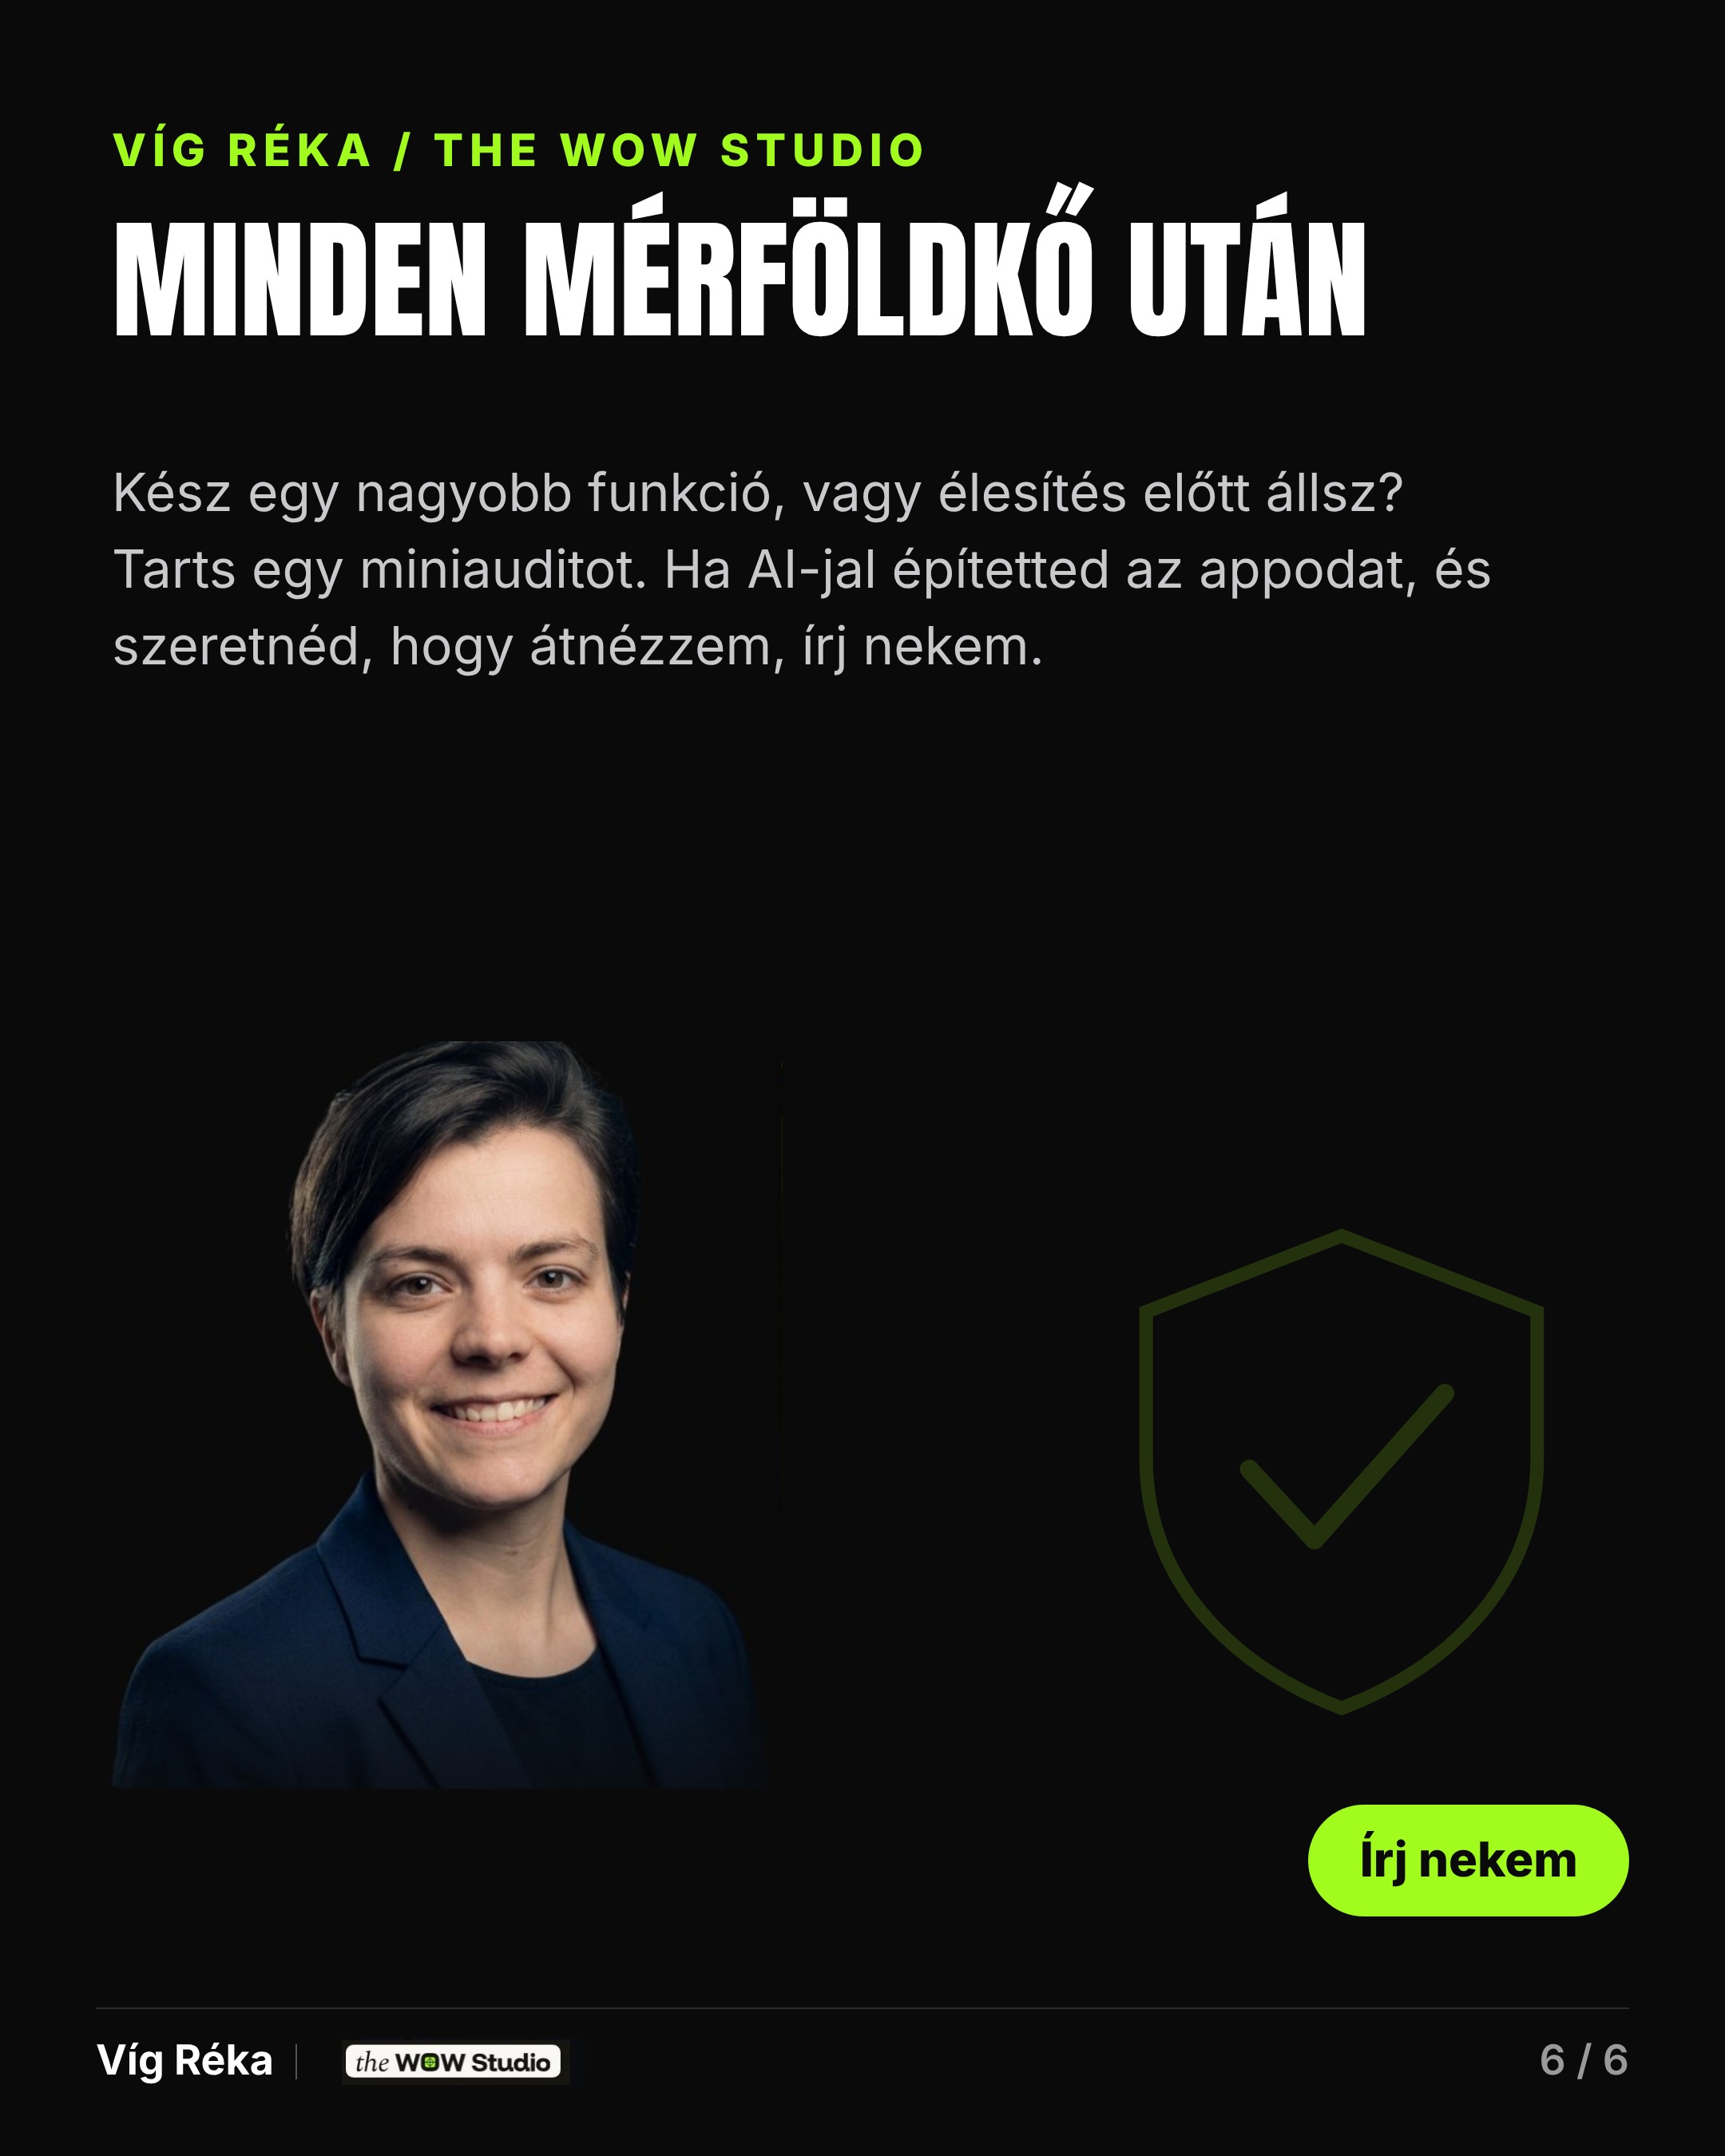 VÍG RÉKA / THE WOW STUDIO
MINDEN MÉRFÖLDKŐ UTÁN
Kész egy nagyobb funkció, vagy élesítés előtt állsz?
Tarts egy miniauditot. Ha AI-jal építetted az appodat, és
szeretnéd, hogy átnézzem, írj nekem.
Írj nekem
Víg Réka
the WOW Studio
6 / 6